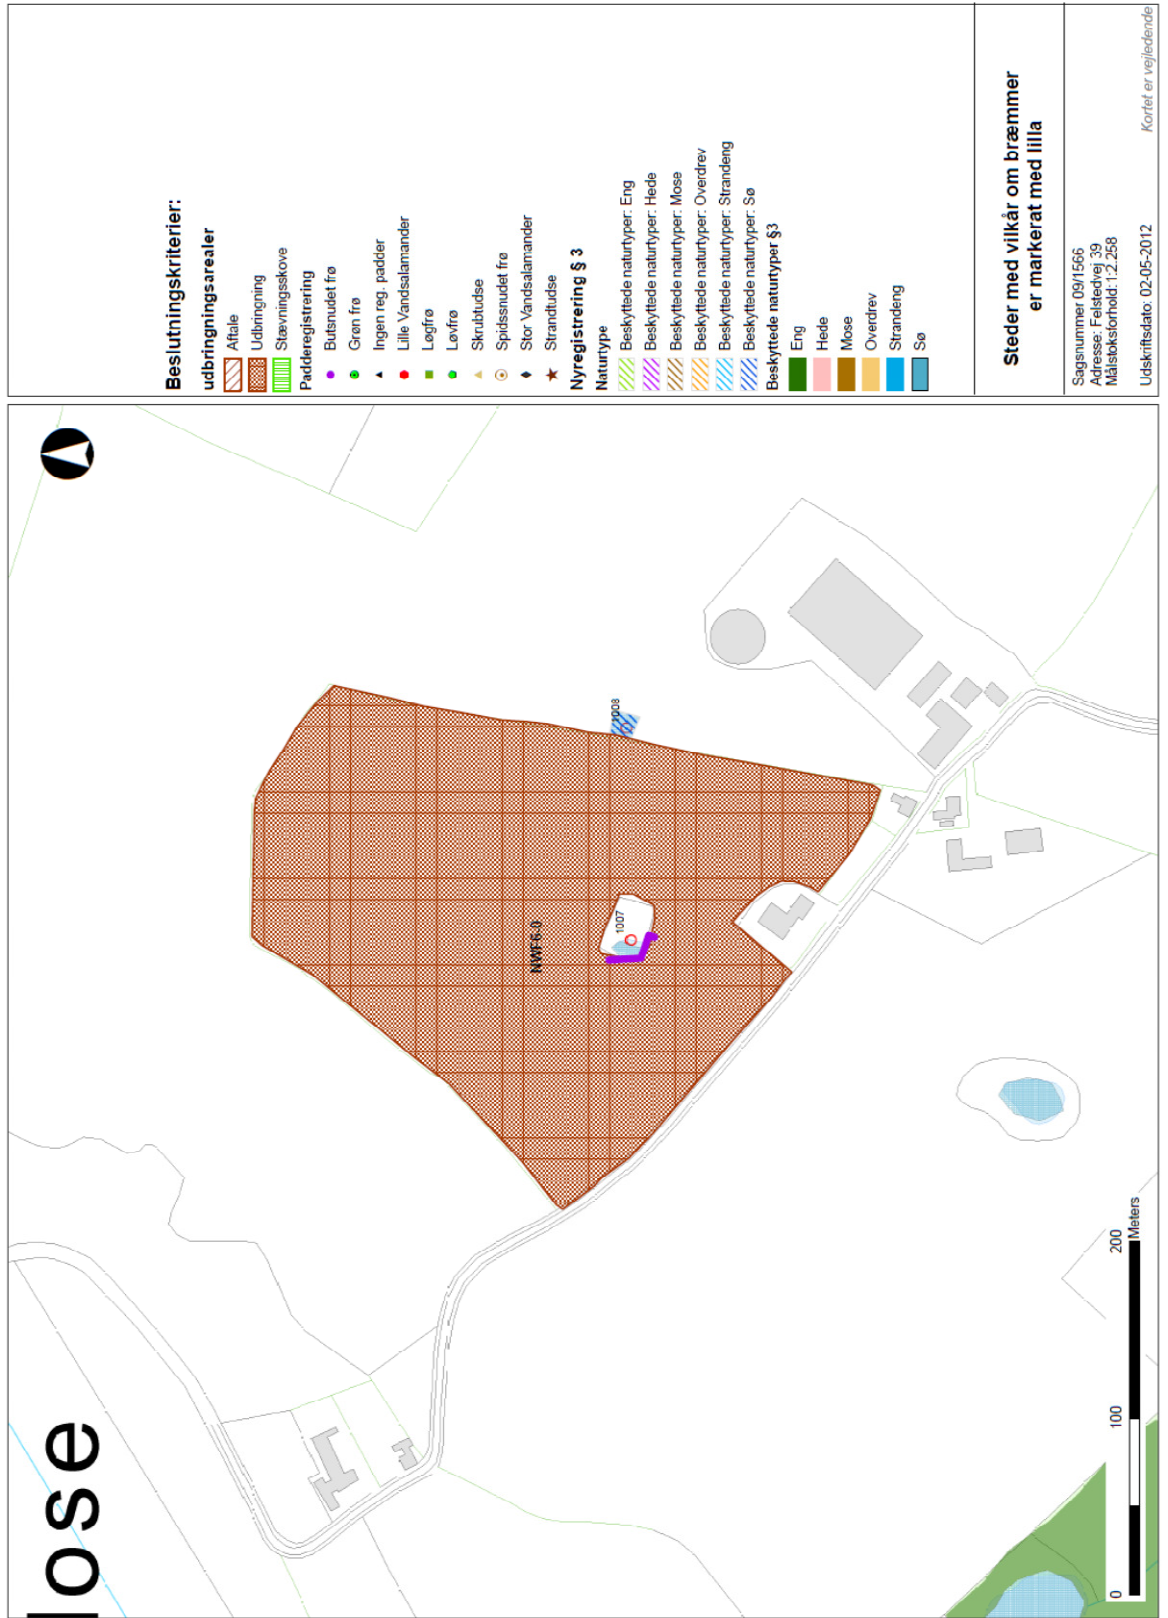 lose
NWF6-0
1007
1008
0 100 200
Meters
Beslutningskriterier:
udbringningsarealer
Aftale
Udbringning
Stævningsskove
Padderegistrering
Butsnudet frø
Grøn frø
Ingen reg. padder
Lille Vandsalamander
Løgfrø
Løvfrø
Skrubtudse
Spidssnudet frø
Stor Vandsalamander
Strandtudse
Nyregistrering § 3
Naturtype
Beskyttede naturtyper: Eng
Beskyttede naturtyper: Hede
Beskyttede naturtyper: Mose
Beskyttede naturtyper: Overdrev
Beskyttede naturtyper: Strandeng
Beskyttede naturtyper: Sø
Beskyttede naturtyper §3
Eng
Hede
Mose
Overdrev
Strandeng
Sø
Steder med vilkår om bræmmer
er markerat med lilla
Sagsnummer 09/1566
Adresse: Felstedvej 39
Målstoksforhold: 1:2.258
Udskriftsdato: 02-05-2012
Kortet er vejledende